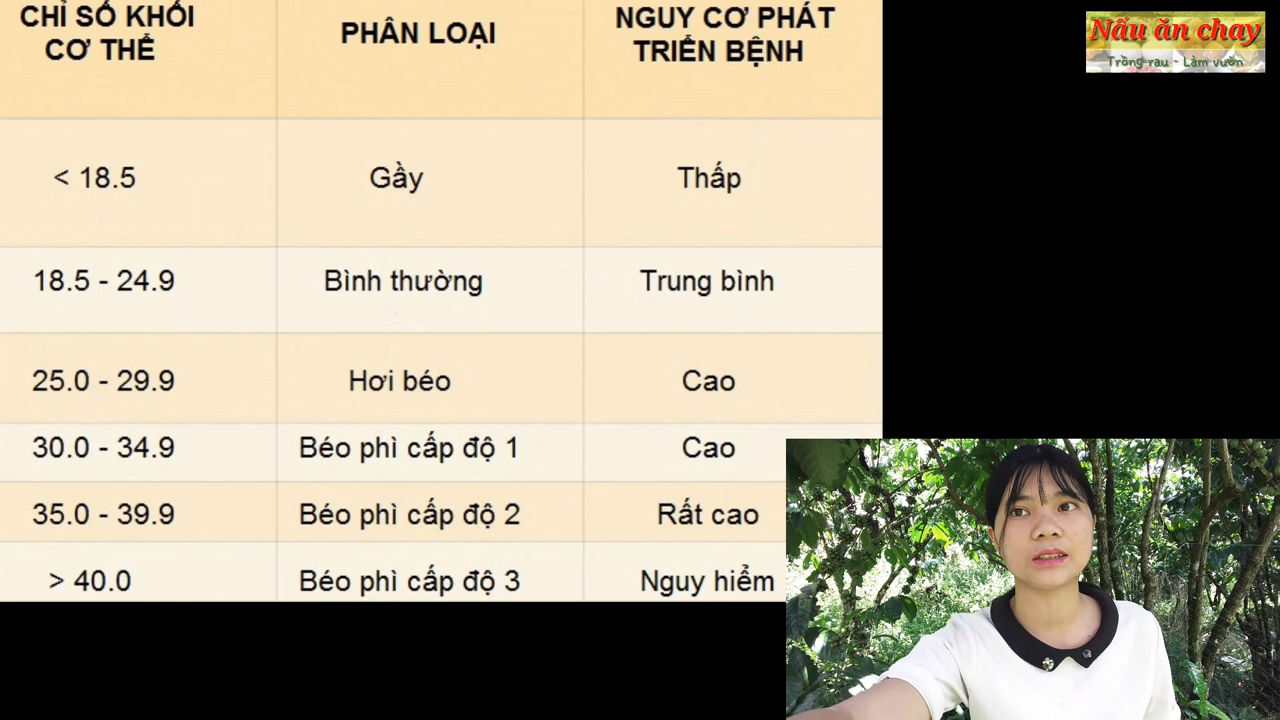 CHỈ SỐ KHỐI
CƠ THỂ
PHÂN LOẠI
NGUY CƠ PHÁT
TRIỂN BỆNH
< 18.5
Gầy
Thấp
18.5 - 24.9
Bình thường
Trung bình
25.0 - 29.9
Hơi béo
Cao
30.0 - 34.9
Béo phì cấp độ 1
Cao
35.0 - 39.9
Béo phì cấp độ 2
Rất cao
> 40.0
Béo phì cấp độ 3
Nguy hiểm
Nấu ăn chay
Trồng rau - Làm vườn